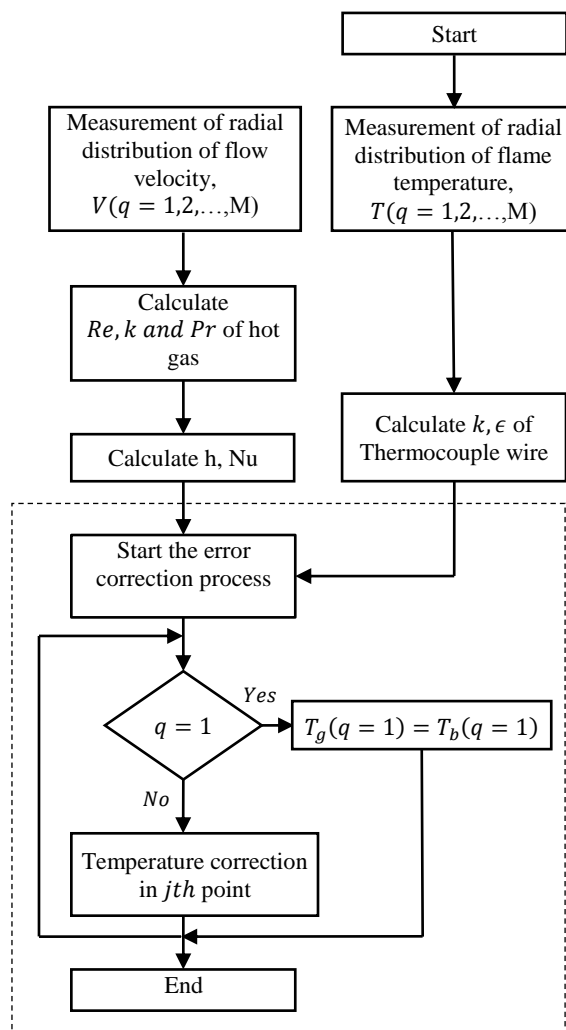 Start
Measurement of radial
distribution of flow
velocity,
V(q = 1,2,…,M)
Measurement of radial
distribution of flame
temperature,
T(q = 1,2,…,M)
Calculate
Re, k and Pr of hot
gas
Calculate k, ϵ of
Thermocouple wire
Calculate h, Nu
Start the error
correction process
q = 1
Yes
T_g(q = 1) = T_b(q = 1)
No
Temperature correction
in jth point
End